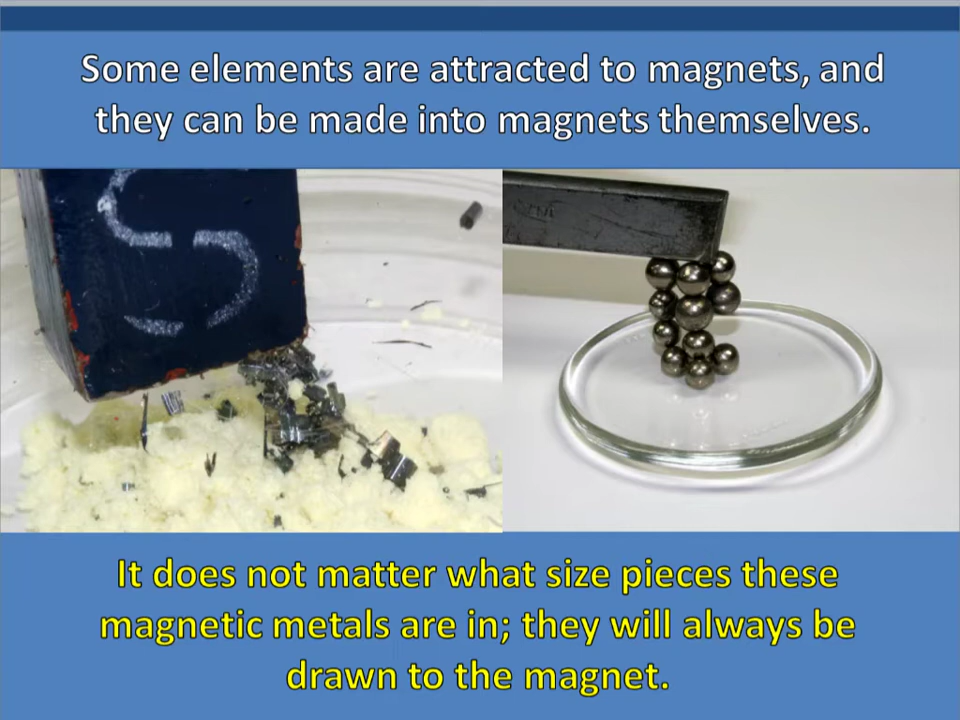 Some elements are attracted to magnets, and
they can be made into magnets themselves.
S
It does not matter what size pieces these
magnetic metals are in; they will always be
drawn to the magnet.